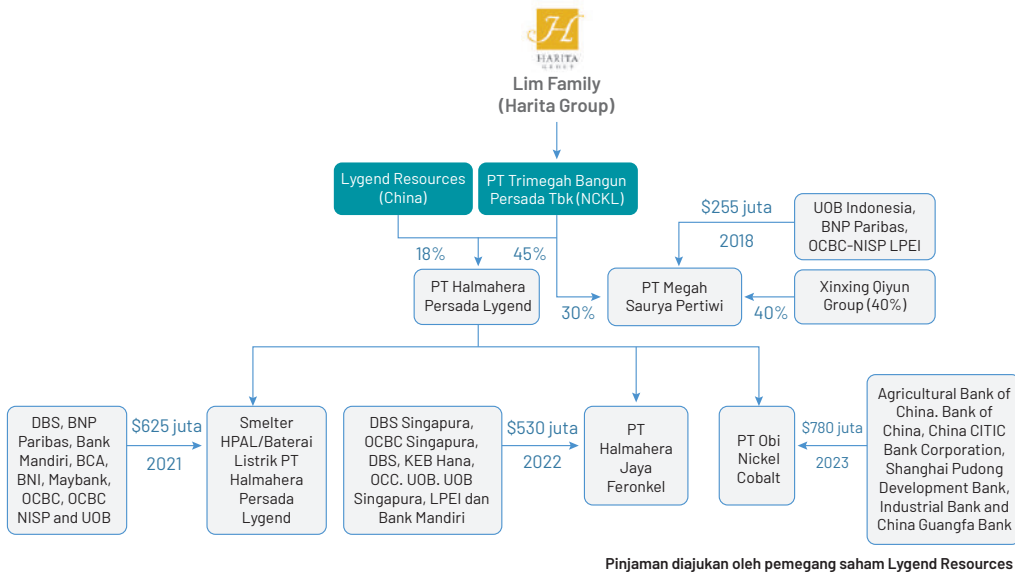 H
HARITA
GROUP
Lim Family
(Harita Group)
Lygend Resources
(China)
PT Trimegah Bangun
Persada Tbk (NCKL)
$255 juta
2018
UOB Indonesia,
BNP Paribas,
OCBC-NISP LPEI
18%
45%
PT Halmahera
Persada Lygend
30%
PT Megah
Saurya Pertiwi
40%
Xinxing Qiyun
Group (40%)
DBS, BNP
Paribas, Bank
Mandiri, BCA,
BNI, Maybank,
OCBC, OCBC
NISP and UOB
$625 juta
2021
Smelter
HPAL/Baterai
Listrik PT
Halmahera
Persada
Lygend
DBS Singapura,
OCBC Singapura,
DBS, KEB Hana,
OCC. UOB. UOB
Singapura, LPEI dan
Bank Mandiri
$530 juta
2022
PT
Halmahera
Jaya
Feronkel
PT Obi
Nickel
Cobalt
$780 juta
2023
Agricultural Bank of
China. Bank of
China, China CITIC
Bank Corporation,
Shanghai Pudong
Development Bank,
Industrial Bank and
China Guangfa Bank
Pinjaman diajukan oleh pemegang saham Lygend Resources